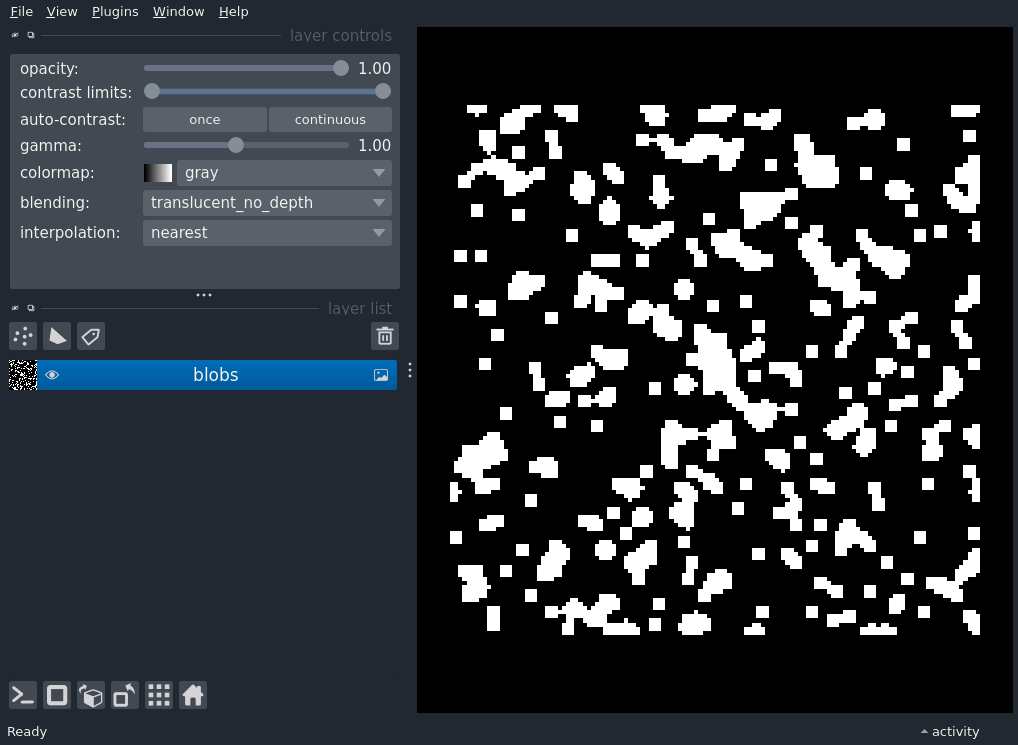 File View Plugins Window Help
layer controls
opacity: 1.00
contrast limits:
auto-contrast: once continuous
gamma: 1.00
colormap: gray
blending: translucent_no_depth
interpolation: nearest
layer list
blobs
Ready activity